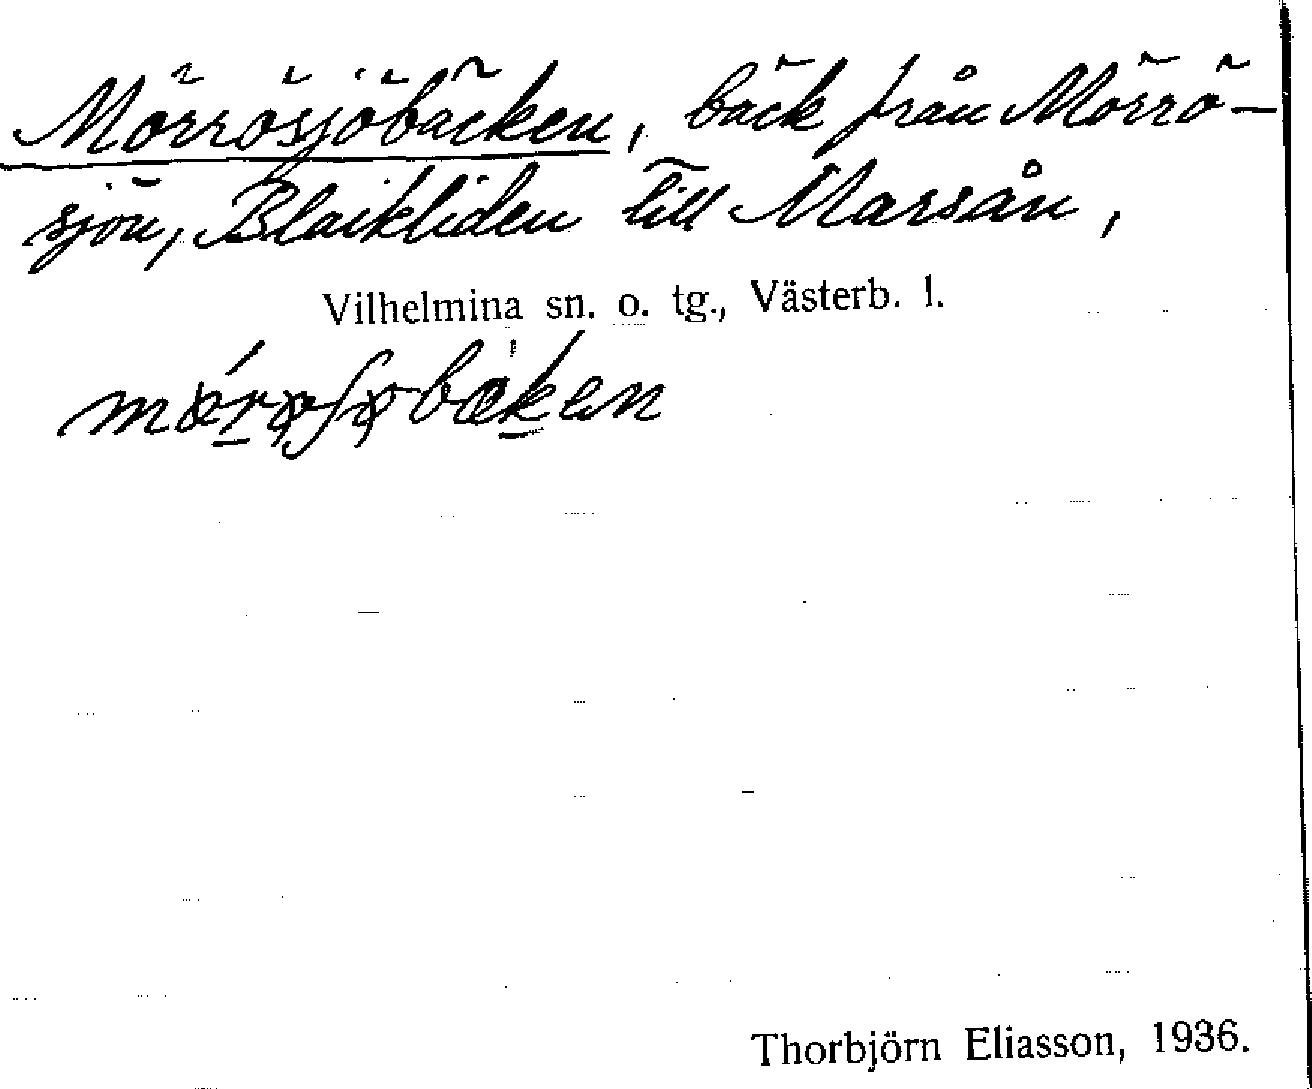 Mörrösjöbäcken, bäck från Mörrö-
sjön, Blaikliden till Marsån,
Vilhelmina sn. o. tg., Västerb. l.
Thorbjörn Eliasson, 1936.